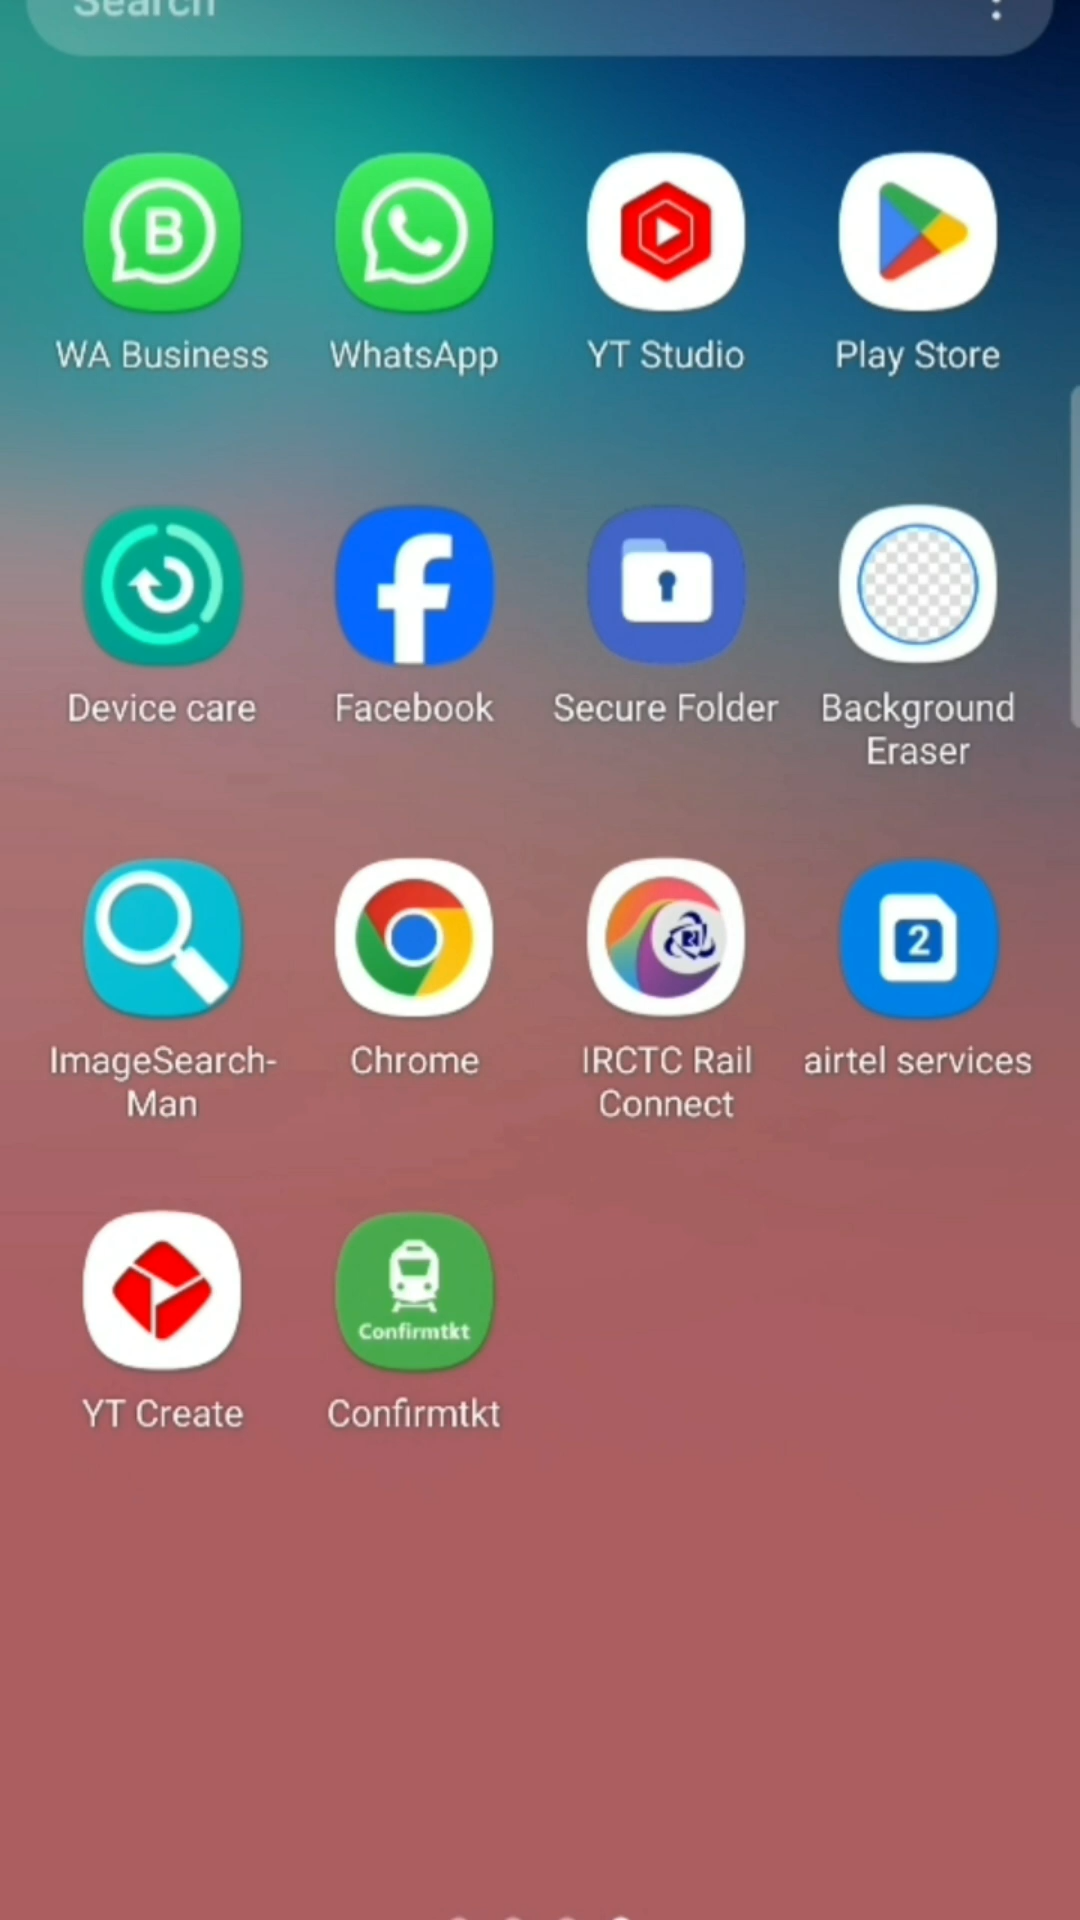 Search
WA Business
WhatsApp
YT Studio
Play Store
Device care
Facebook
Secure Folder
Background
Eraser
ImageSearch-
Man
Chrome
IRCTC Rail
Connect
2
airtel services
YT Create
Confirmtkt
Confirmtkt